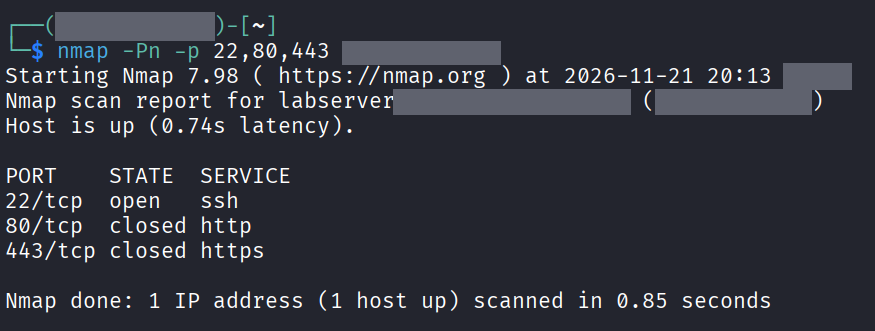 ┌──(                )-[~]
└─$ nmap -Pn -p 22,80,443
Starting Nmap 7.98 ( https://nmap.org ) at 2026-11-21 20:13
Nmap scan report for labserver (                )
Host is up (0.74s latency).
PORT    STATE  SERVICE
22/tcp  open   ssh
80/tcp  closed http
443/tcp closed https
Nmap done: 1 IP address (1 host up) scanned in 0.85 seconds